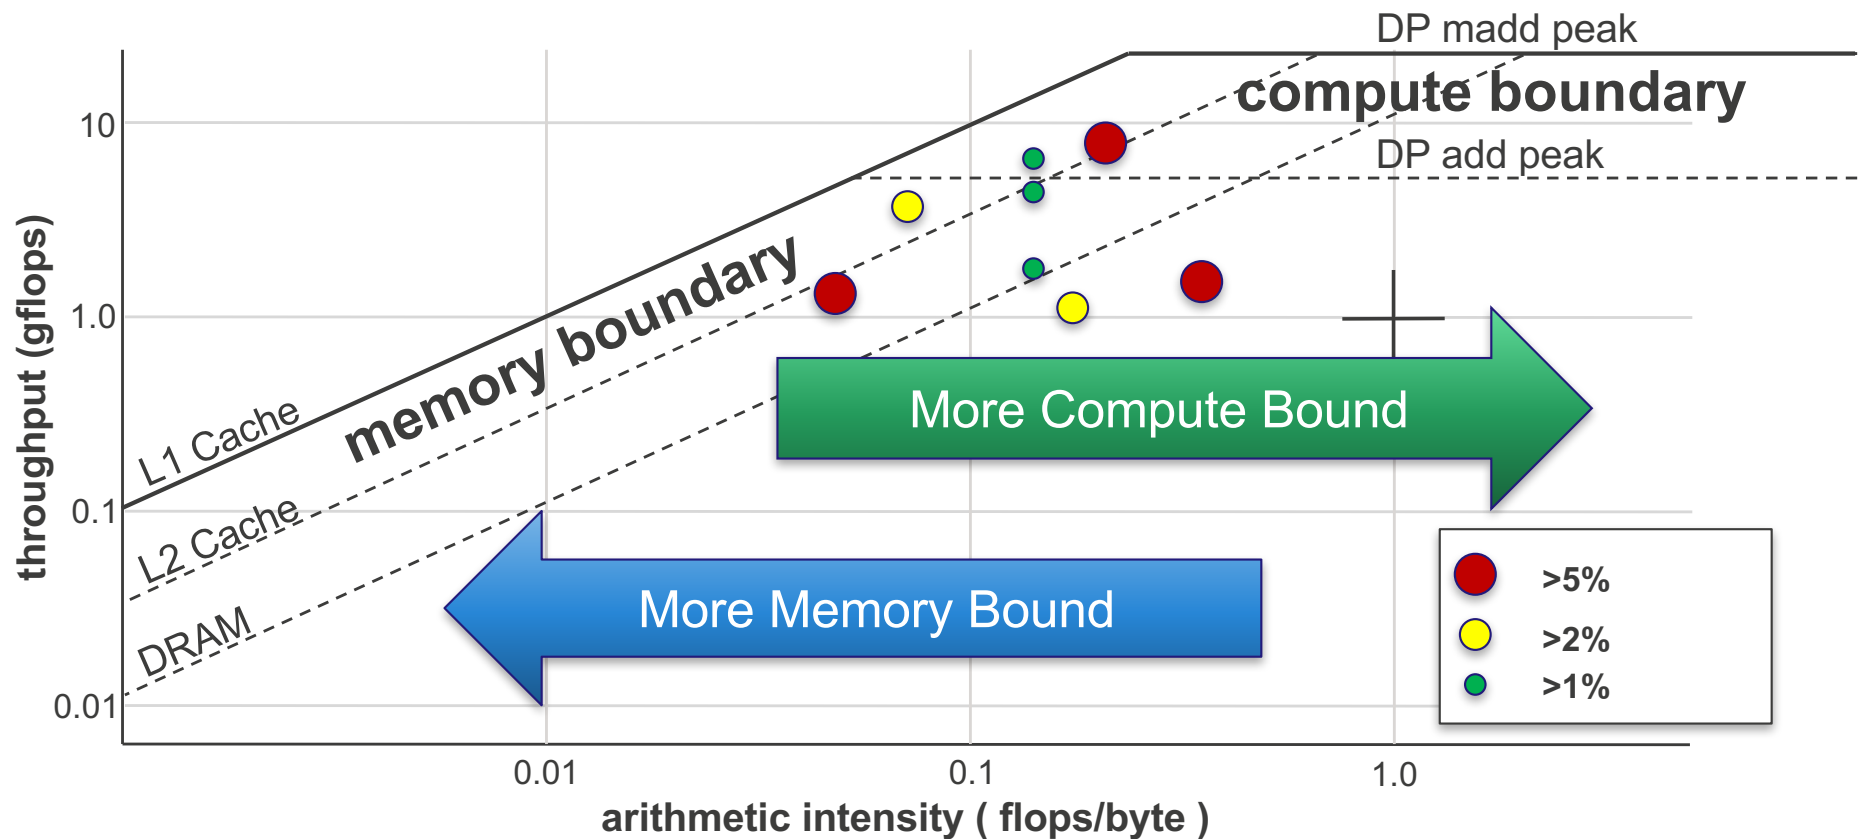 DP madd peak
compute boundary
10
DP add peak
throughput (gflops)
memory boundary
1.0
L1 Cache
More Compute Bound
0.1
L2 Cache
>5%
More Memory Bound
DRAM
>2%
>1%
0.01
0.01
0.1
1.0
arithmetic intensity ( flops/byte )